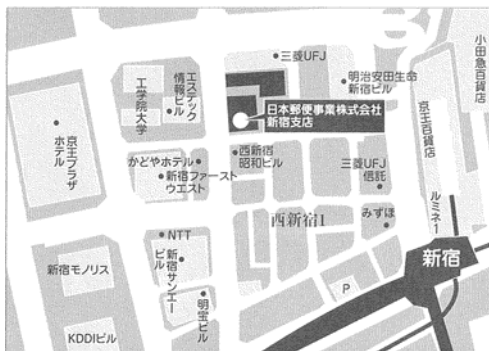 三菱UFJ
明治安田生命
新宿ビル
小田急百貨店
京王百貨店
エステック
情報ビル
工学院大学
日本郵便事業株式会社
新宿支店
京王プラザ
ホテル
かどやホテル
新宿ファースト
ウエスト
西新宿
昭和ビル
三菱UFJ
信託
ルミネ1
みずほ
西新宿1
新宿
NTT
新宿サンエー
ビル
新宿モノリス
明宝ビル
P
KDDIビル